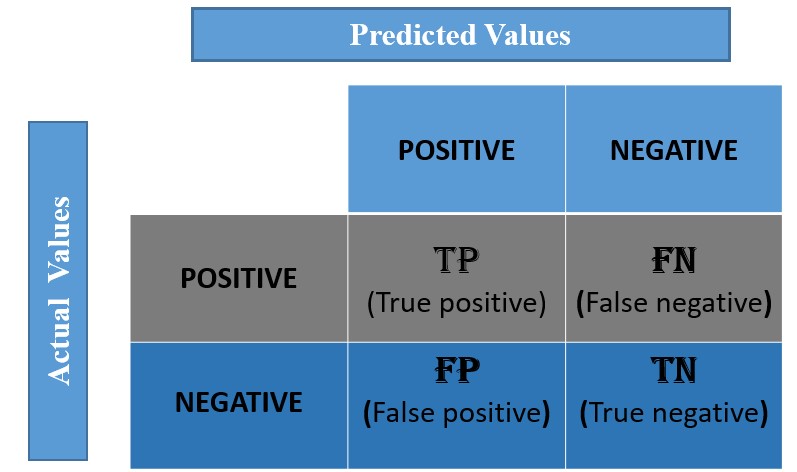 Predicted Values
POSITIVE NEGATIVE
Actual Values
POSITIVE
TP
(True positive)
FN
(False negative)
NEGATIVE
FP
(False positive)
TN
(True negative)